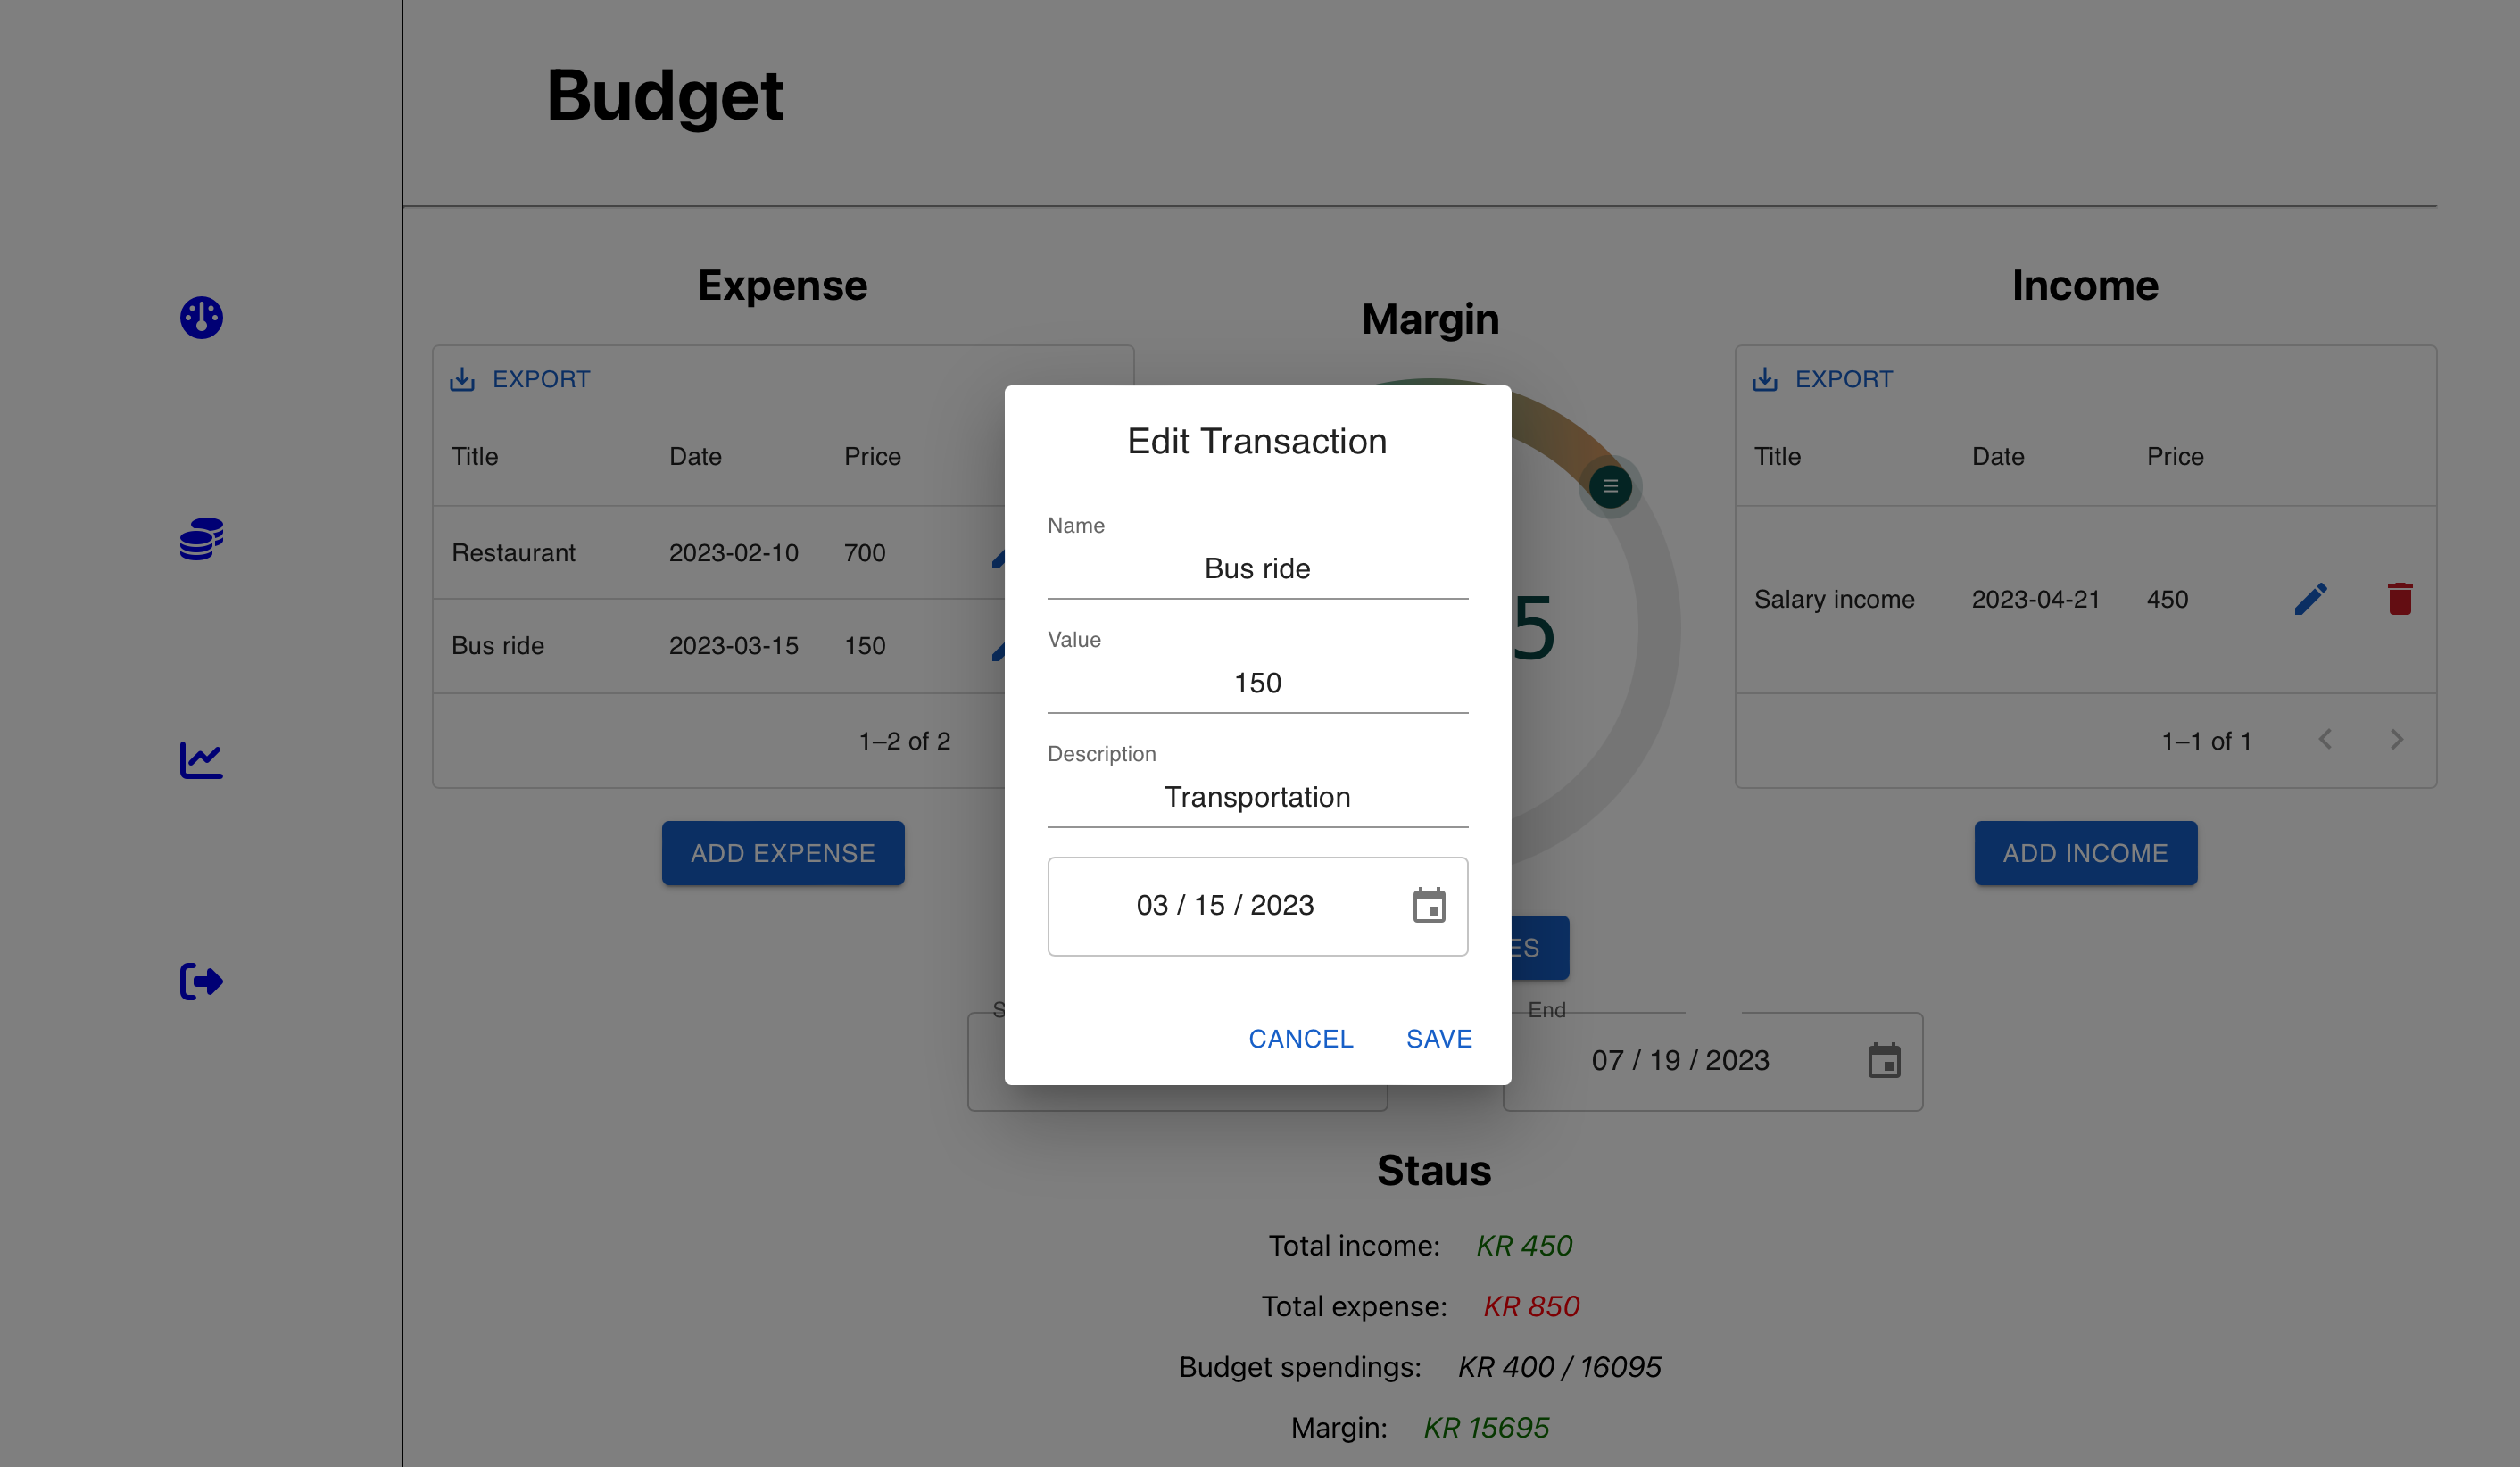 Budget
Expense
EXPORT
Title Date Price
Restaurant 2023-02-10 700
Bus ride 2023-03-15 150
1–2 of 2
ADD EXPENSE
Margin
5
Edit Transaction
Name
Bus ride
Value
150
Description
Transportation
03 / 15 / 2023
CANCEL SAVE
ES
End
07 / 19 / 2023
Income
EXPORT
Title Date Price
Salary income 2023-04-21 450
1–1 of 1
ADD INCOME
Staus
Total income: KR 450
Total expense: KR 850
Budget spendings: KR 400 / 16095
Margin: KR 15695